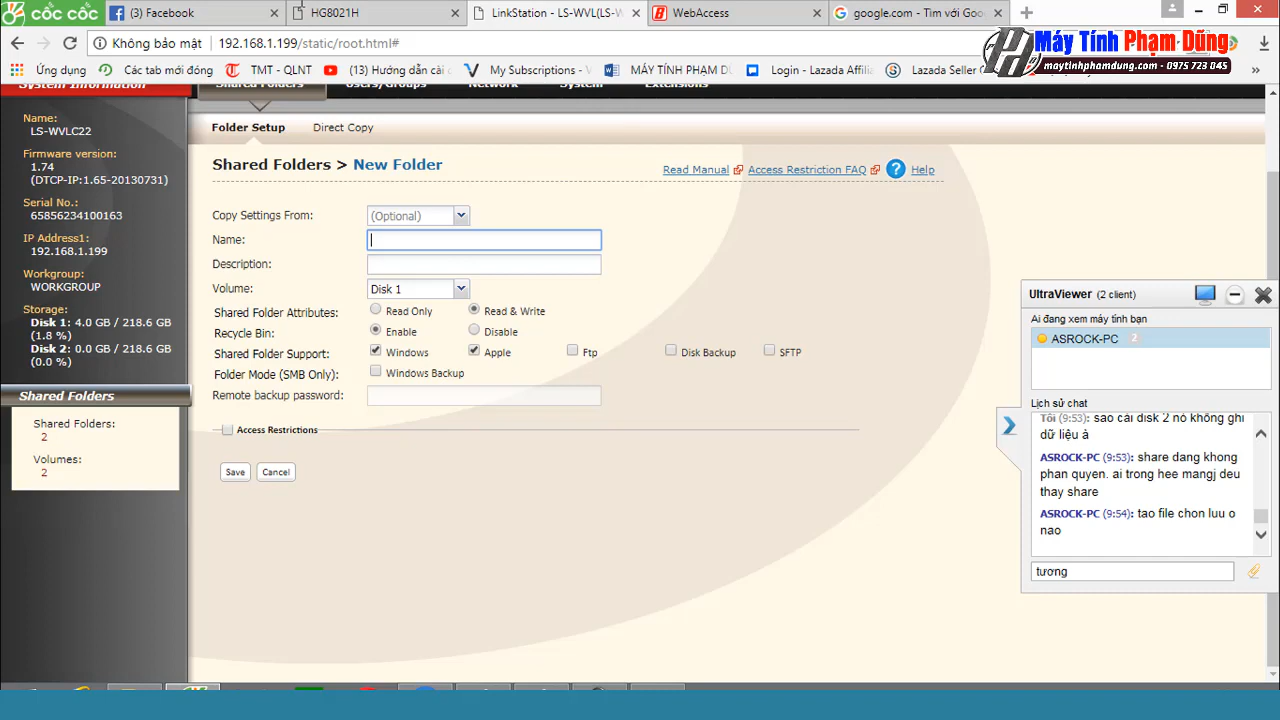 CỐC CỐC
(3) Facebook
HG8021H
LinkStation - LS-WVL(LS-W
WebAccess
google.com - Tìm với Goo
Không bảo mật
192.168.1.199/static/root.html#
Máy Tính Phạm Dũng
maytinhphamdung.com - 0975 723 045
Ứng dụng
Các tab mới đóng
TMT - QLNT
(13) Hướng dẫn cài
My Subscriptions -
MÁY TÍNH PHẠM DŨ
Login - Lazada Affilia
Lazada Seller C
System Information
Shared Folders
Users/Groups
Network
System
Extensions
Folder Setup
Direct Copy
Name:
LS-WVLC22
Firmware version:
1.74
(DTCP-IP:1.65-20130731)
Serial No.:
65856234100163
IP Address1:
192.168.1.199
Workgroup:
WORKGROUP
Storage:
Disk 1: 4.0 GB / 218.6 GB
(1.8 %)
Disk 2: 0.0 GB / 218.6 GB
(0.0 %)
Shared Folders
Shared Folders:
2
Volumes:
2
Shared Folders > New Folder
Read Manual
Access Restriction FAQ
? Help
Copy Settings From:
(Optional)
Name:
Description:
Volume:
Disk 1
Shared Folder Attributes:
Read Only
Read & Write
Recycle Bin:
Enable
Disable
Shared Folder Support:
Windows
Apple
Ftp
Disk Backup
SFTP
Folder Mode (SMB Only):
Windows Backup
Remote backup password:
Access Restrictions
Save
Cancel
UltraViewer (2 client)
Ai đang xem máy tính bạn
ASROCK-PC 2
Lịch sử chat
Tôi (9:53): sao cái disk 2 nó không ghi
dữ liệu à
ASROCK-PC (9:53): share dang khong
phan quyen. ai trong hee mangj deu
thay share
ASROCK-PC (9:54): tao file chon luu o
nao
tương